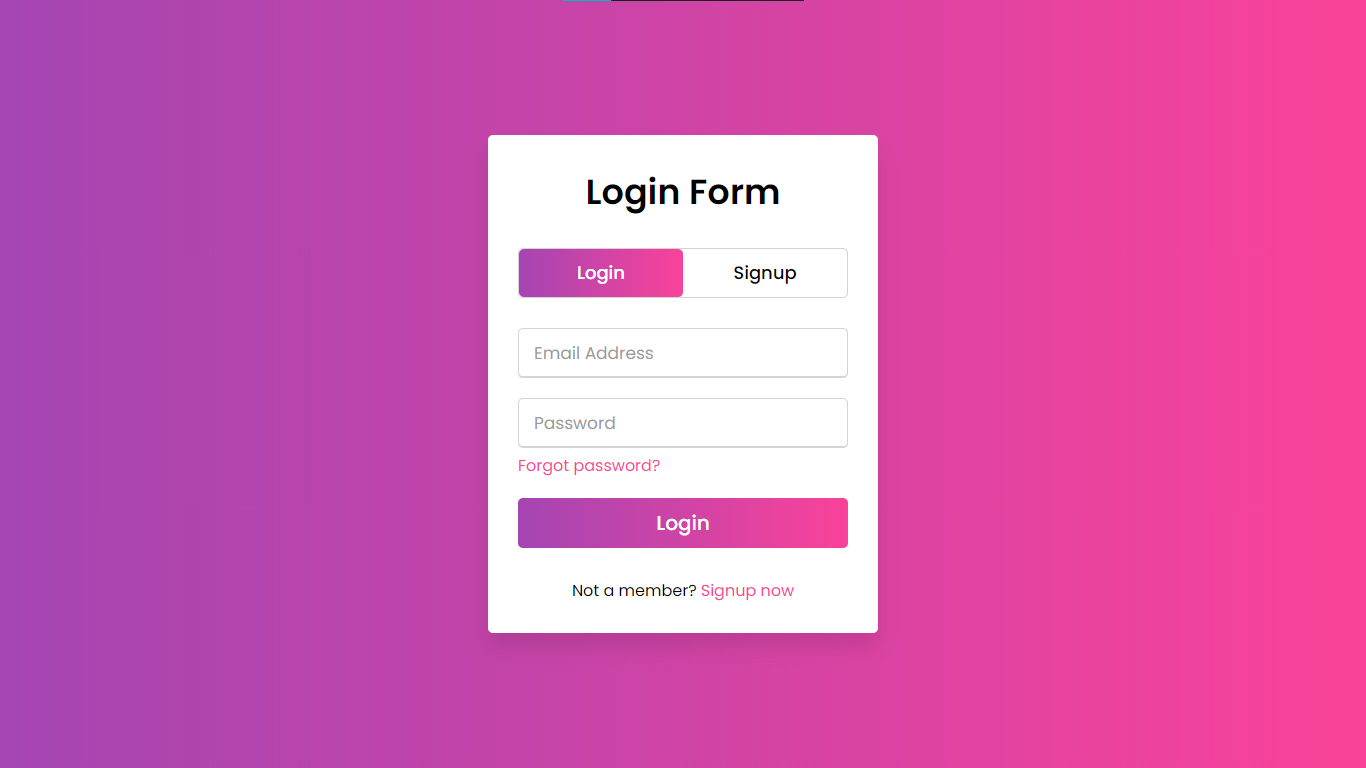 Login Form
Login Signup
Email Address
Password
Forgot password?
Login
Not a member? Signup now